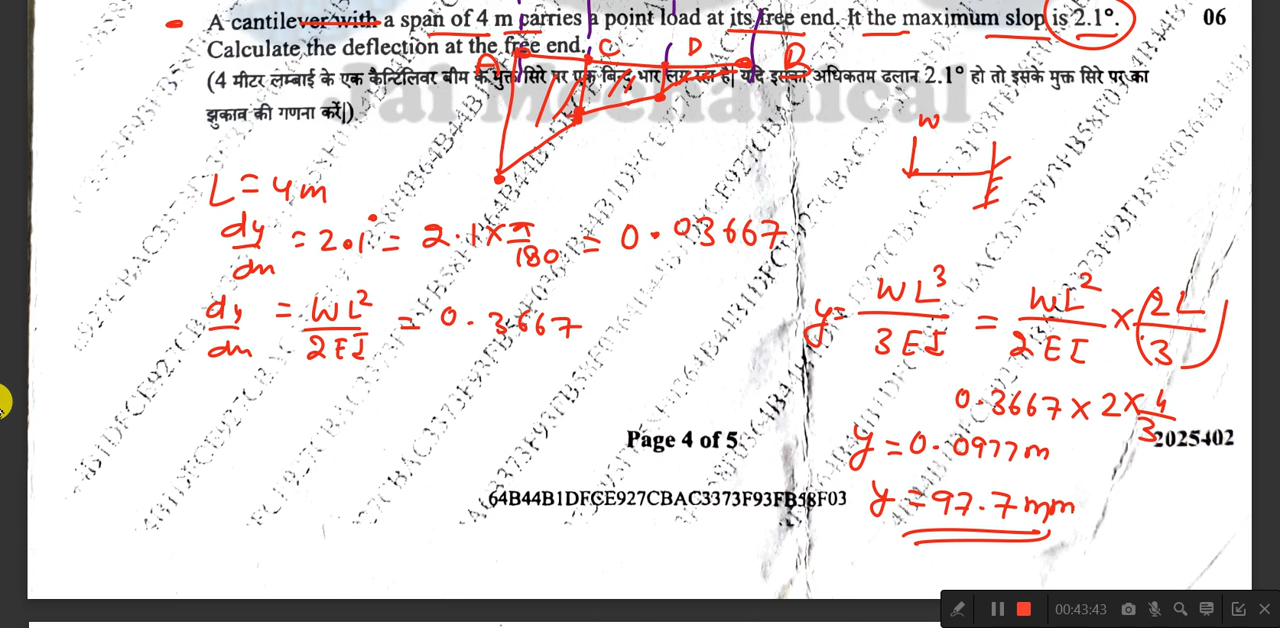 A cantilever with a span of 4 m carries a point load at its free end. It the maximum slop is 2.1°. 06
Calculate the deflection at the free end.
A C D B
(4 मीटर लम्बाई के एक कैन्टिलिवर बीम के मुक्त सिरे पर एक बिन्दु भार लग रहा है। यदि इसका अधिकतम ढलान 2.1° हो तो इसके मुक्त सिरे पर का
झुकाव की गणना करें।)
W
L = 4m
dy/dn = 2.1° = 2.1 × π/180 = 0.03667
dy/dn = WL²/2EI = 0.3667
y = WL³/3EI = WL²/2EI × (2L/3)
0.3667 × 2 × 4/3
y = 0.0977m
y = 97.7mm
Page 4 of 5
2025402
64B44B1DFCE927CBAC3373F93FB58F03
00:43:43